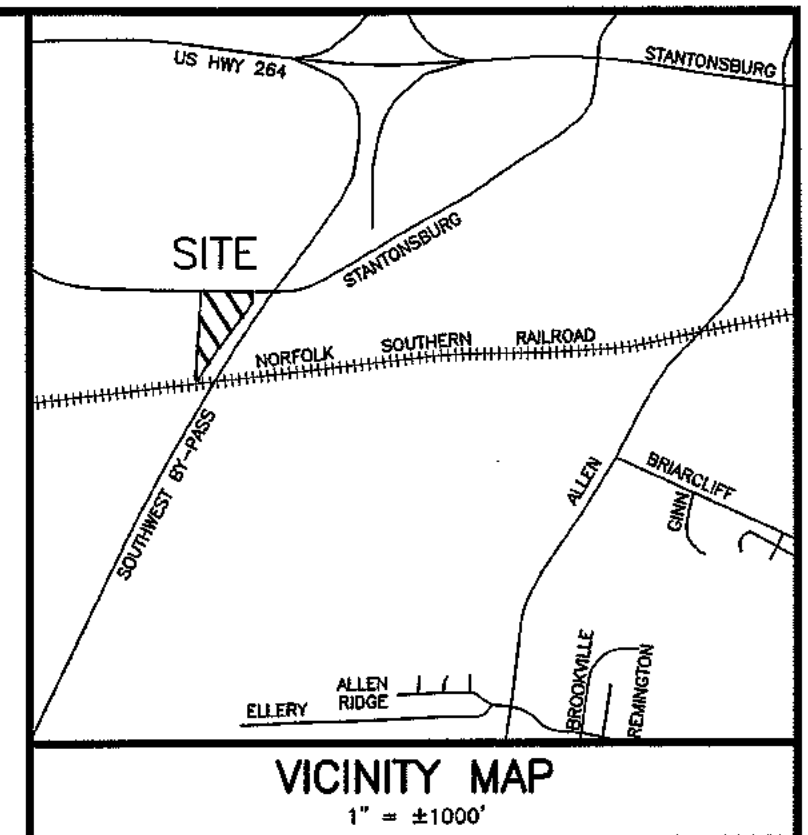 US HWY 264
STANTONSBURG
SITE
STANTONSBURG
NORFOLK SOUTHERN RAILROAD
SOUTHWEST BY-PASS
ALLEN
BRIARCLIFF
GINN
BROOKVILLE
REMINGTON
ALLEN
RIDGE
ELLERY
VICINITY MAP
1" = ±1000'